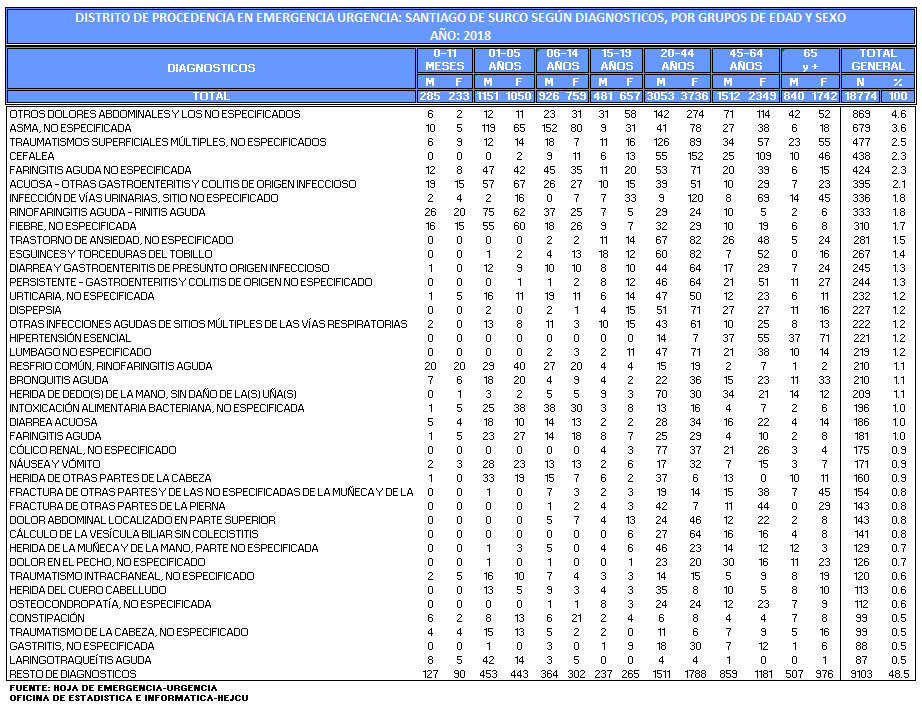 DISTRITO DE PROCEDENCIA EN EMERGENCIA URGENCIA: SANTIAGO DE SURCO SEGÚN DIAGNOSTICOS, POR GRUPOS DE EDAD Y SEXO
AÑO: 2018
DIAGNOSTICOS 0-11 MESES 01-05 AÑOS 06-14 AÑOS 15-19 AÑOS 20-44 AÑOS 45-64 AÑOS 65 y + TOTAL GENERAL
M F M F M F M F M F M F M F N %
TOTAL 285 233 1151 1050 926 759 481 657 3053 3736 1512 2349 840 1742 18774 100
OTROS DOLORES ABDOMINALES Y LOS NO ESPECIFICADOS 6 2 12 11 23 31 31 58 142 274 71 114 42 52 869 4.6
ASMA, NO ESPECIFICADA 10 5 119 65 152 80 9 31 41 78 27 38 6 18 679 3.6
TRAUMATISMOS SUPERFICIALES MÚLTIPLES, NO ESPECIFICADOS 6 9 12 14 18 7 11 16 126 89 34 57 23 55 477 2.5
CEFALEA 0 0 0 2 9 11 6 13 55 152 25 109 10 46 438 2.3
FARINGITIS AGUDA NO ESPECIFICADA 12 8 47 42 45 35 11 20 53 71 20 39 6 15 424 2.3
ACUOSA - OTRAS GASTROENTERITIS Y COLITIS DE ORIGEN INFECCIOSO 19 15 57 67 26 27 10 15 39 51 10 29 7 23 395 2.1
INFECCIÓN DE VÍAS URINARIAS, SITIO NO ESPECIFICADO 2 4 2 16 0 7 7 33 9 120 8 69 14 45 336 1.8
RINOFARINGITIS AGUDA - RINITIS AGUDA 26 20 75 62 37 25 7 5 29 24 10 5 2 6 333 1.8
FIEBRE, NO ESPECIFICADA 16 15 55 60 18 26 9 7 32 29 10 19 6 8 310 1.7
TRASTORNO DE ANSIEDAD, NO ESPECIFICADO 0 0 0 0 2 2 11 14 67 82 26 48 5 24 281 1.5
ESGUINCES Y TORCEDURAS DEL TOBILLO 0 0 1 2 4 13 18 12 60 82 7 52 0 16 267 1.4
DIARREA Y GASTROENTERITIS DE PRESUNTO ORIGEN INFECCIOSO 1 0 12 9 10 10 8 10 44 64 17 29 7 24 245 1.3
PERSISTENTE - GASTROENTERITIS Y COLITIS DE ORIGEN NO ESPECIFICADO 0 0 0 1 1 2 8 12 46 64 21 51 11 27 244 1.3
URTICARIA, NO ESPECIFICADA 1 5 16 11 19 11 6 14 47 50 12 23 6 11 232 1.2
DISPEPSIA 0 0 2 0 2 1 4 15 51 71 27 27 11 16 227 1.2
OTRAS INFECCIONES AGUDAS DE SITIOS MÚLTIPLES DE LAS VÍAS RESPIRATORIAS 2 0 13 8 11 3 10 15 43 61 10 25 8 13 222 1.2
HIPERTENSIÓN ESENCIAL 0 0 0 0 0 0 0 0 14 7 37 55 37 71 221 1.2
LUMBAGO NO ESPECIFICADO 0 0 0 0 2 3 2 11 47 71 21 38 10 14 219 1.2
RESFRIO COMÚN, RINOFARINGITIS AGUDA 20 20 29 40 27 20 4 4 15 19 2 7 1 2 210 1.1
BRONQUITIS AGUDA 7 6 18 20 4 9 4 2 22 36 15 23 11 33 210 1.1
HERIDA DE DEDO(S) DE LA MANO, SIN DAÑO DE LA(S) UÑA(S) 0 1 3 2 5 5 9 3 70 30 34 21 14 12 209 1.1
INTOXICACIÓN ALIMENTARIA BACTERIANA, NO ESPECIFICADA 1 5 25 38 38 30 3 8 13 16 4 7 2 6 196 1.0
DIARREA ACUOSA 5 4 18 10 14 13 2 2 28 34 16 22 4 14 186 1.0
FARINGITIS AGUDA 1 5 23 27 14 18 8 7 25 29 4 10 2 8 181 1.0
CÓLICO RENAL, NO ESPECIFICADO 0 0 0 0 0 0 0 4 77 37 21 26 3 4 175 0.9
NÁUSEA Y VÓMITO 2 3 28 23 13 13 2 6 17 32 7 15 3 7 171 0.9
HERIDA DE OTRAS PARTES DE LA CABEZA 1 0 33 19 15 7 6 2 37 6 13 0 10 11 160 0.9
FRACTURA DE OTRAS PARTES Y DE LAS NO ESPECIFICADAS DE LA MUÑECA Y DE LA 0 0 1 0 7 3 2 3 19 14 15 38 7 45 154 0.8
FRACTURA DE OTRAS PARTES DE LA PIERNA 0 0 0 0 1 2 4 3 42 7 11 44 0 29 143 0.8
DOLOR ABDOMINAL LOCALIZADO EN PARTE SUPERIOR 0 0 0 0 5 7 4 13 24 46 12 22 2 8 143 0.8
CÁLCULO DE LA VESÍCULA BILIAR SIN COLECISTITIS 0 0 0 0 0 0 0 6 27 64 16 16 4 8 141 0.8
HERIDA DE LA MUÑECA Y DE LA MANO, PARTE NO ESPECIFICADA 0 0 1 3 5 0 4 6 46 23 14 12 12 3 129 0.7
DOLOR EN EL PECHO, NO ESPECIFICADO 0 0 0 0 1 0 0 2 23 20 30 16 11 23 126 0.7
TRAUMATISMO INTRACRANEAL, NO ESPECIFICADO 2 5 16 10 7 4 3 3 14 15 5 9 8 19 120 0.6
HERIDA DEL CUERO CABELLUDO 0 0 13 5 9 3 4 3 35 8 10 5 8 10 113 0.6
OSTEOCONDROPATÍA, NO ESPECIFICADA 0 0 0 0 1 1 8 3 24 24 12 23 7 9 112 0.6
CONSTIPACIÓN 6 2 8 13 6 21 2 4 6 8 4 4 7 8 99 0.5
TRAUMATISMO DE LA CABEZA, NO ESPECIFICADO 4 4 15 13 5 2 2 0 11 6 7 9 5 16 99 0.5
GASTRITIS, NO ESPECIFICADA 0 0 1 0 3 0 1 9 18 30 7 12 1 6 88 0.5
LARINGOTRAQUEÍTIS AGUDA 8 5 42 14 3 5 0 0 4 4 1 0 0 1 87 0.5
RESTO DE DIAGNOSTICOS 127 90 453 443 364 302 237 265 1511 1788 859 1181 507 976 9103 48.5
FUENTE: HOJA DE EMERGENCIA-URGENCIA
OFICINA DE ESTADISTICA E INFORMATICA-HEJCU